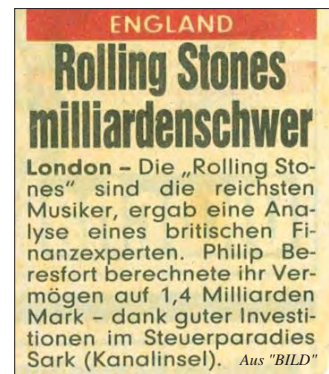 ENGLAND
Rolling Stones
milliardenschwer
London – Die „Rolling Sto-
nes“ sind die reichsten
Musiker, ergab eine Ana-
lyse eines britischen Fi-
nanzexperten. Philip Be-
resfort berechnete ihr Ver-
mögen auf 1,4 Milliarden
Mark – dank guter Investi-
tionen im Steuerparadies
Sark (Kanalinsel). Aus "BILD"